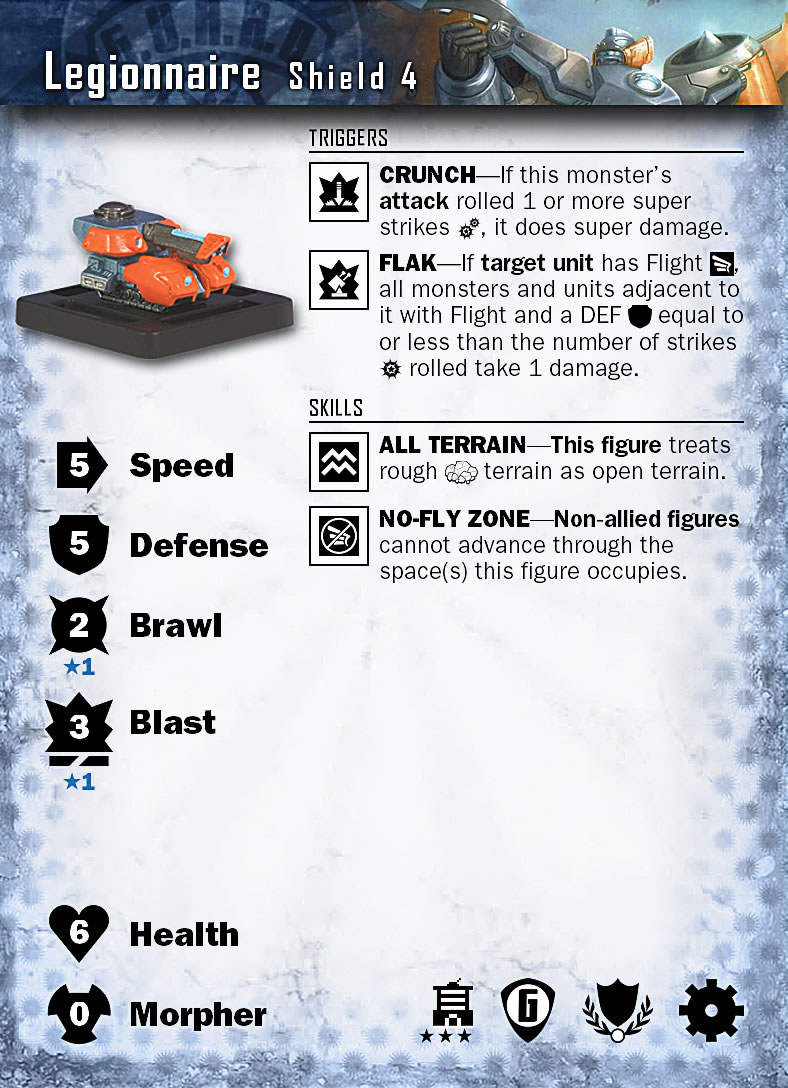 G.U.A.R.D
Legionnaire Shield 4
TRIGGERS
CRUNCH—If this monster's
attack rolled 1 or more super
strikes , it does super damage.
FLAK—If target unit has Flight ,
all monsters and units adjacent to
it with Flight and a DEF equal to
or less than the number of strikes
rolled take 1 damage.
SKILLS
ALL TERRAIN—This figure treats
rough terrain as open terrain.
NO-FLY ZONE—Non-allied figures
cannot advance through the
space(s) this figure occupies.
5 Speed
5 Defense
2 Brawl
★1
3 Blast
★1
6 Health
0 Morpher
★★★
G